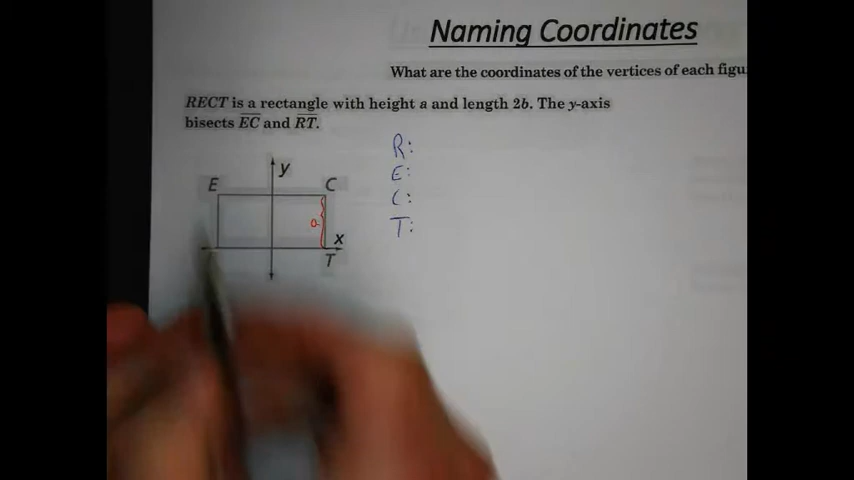 Naming Coordinates
What are the coordinates of the vertices of each figu
RECT is a rectangle with height a and length 2b. The y-axis
bisects EC and RT.
R:
E:
C:
T:
y
E
C
a
x
T